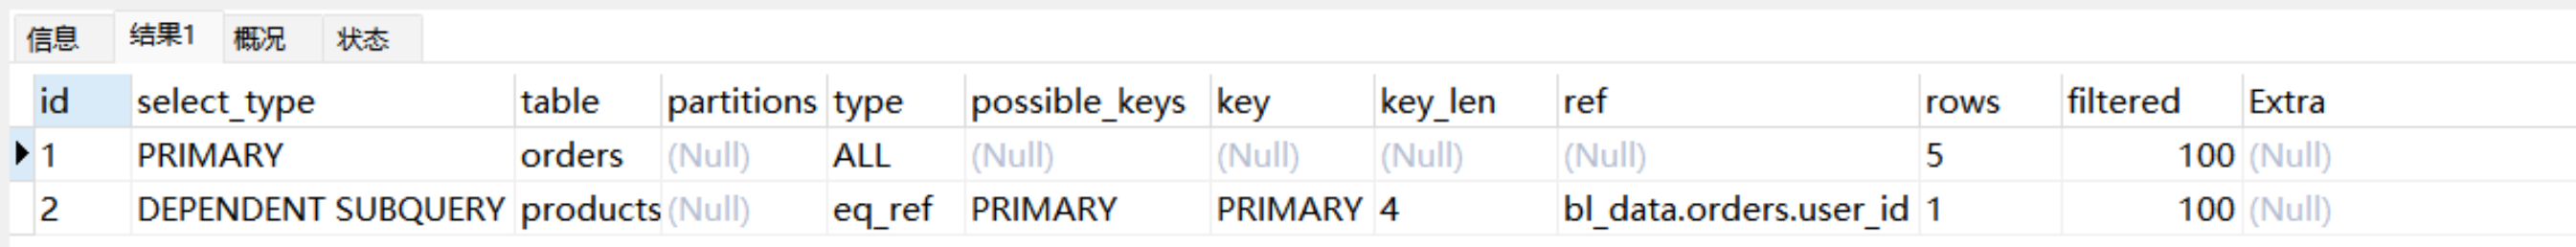 信息 结果1 概况 状态
id select_type table partitions type possible_keys key key_len ref rows filtered Extra
1 PRIMARY orders (Null) ALL (Null) (Null) (Null) (Null) 5 100 (Null)
2 DEPENDENT SUBQUERY products (Null) eq_ref PRIMARY PRIMARY 4 bl_data.orders.user_id 1 100 (Null)